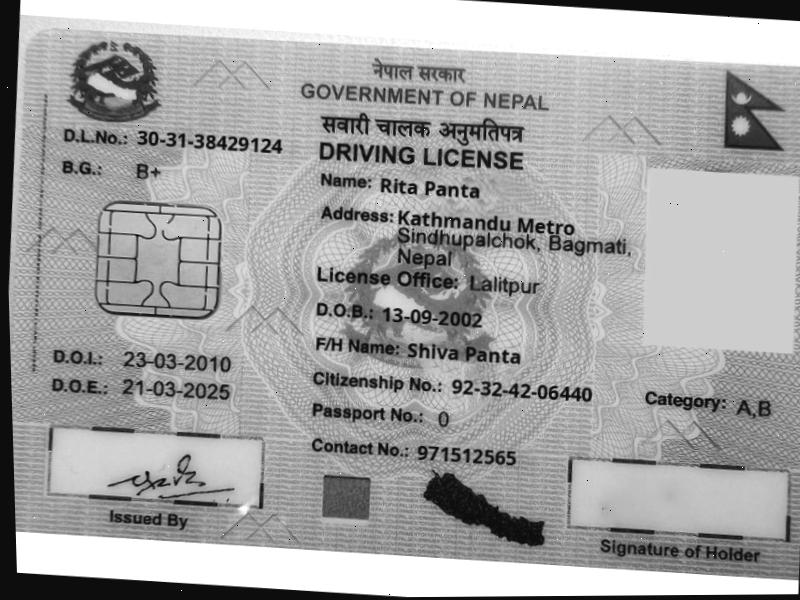 नेपाल सरकार
GOVERNMENT OF NEPAL
सवारी चालक अनुमतिपत्र
DRIVING LICENSE
D.L.No.: 30-31-38429124
B.G.: B+
Name: Rita Panta
Address: Kathmandu Metro
Sindhupalchok, Bagmati,
Nepal
License Office: Lalitpur
D.O.B.: 13-09-2002
F/H Name: Shiva Panta
D.O.I.: 23-03-2010
D.O.E.: 21-03-2025
Citizenship No.: 92-32-42-06440
Category: A,B
Passport No.: 0
Contact No.: 971512565
Issued By
Signature of Holder